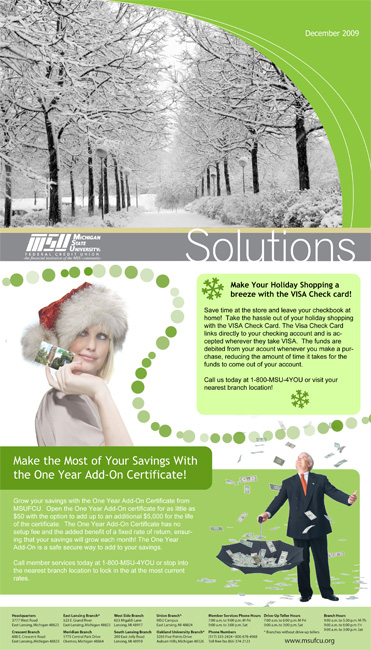 December 2009
MSU MICHIGAN
STATE
UNIVERSITY
FEDERAL CREDIT UNION
Solutions
Make Your Holiday Shopping a
breeze with the VISA Check card!
Save time at the store and leave your checkbook at
home! Take the hassle out of your holiday shopping
with the VISA Check Card. The Visa Check Card
links directly to your checking account and is ac-
cepted wherever they take VISA. The funds are
debited from your acount whenever you make a pur-
chase, reducing the amount of time it takes for the
funds to come out of your account.
Call us today at 1-800-MSU-4YOU or visit your
nearest branch location!
Make the Most of Your Savings With
the One Year Add-On Certificate!
Grow your savings with the One Year Add-On Certificate from
MSUFCU. Open the One Year Add-On certificate for as little as
$50 with the option to add up to an additional $5,000 for the life
of the certificate. The One Year Add-On Certificate has no
setup fee and the added benefit of a fixed rate of return, ensur-
ing that your savings will grow each month! The One Year
Add-On is a safe secure way to add to your savings.
Call member services today at 1-800-MSU-4YOU or stop into
the nearest branch location to lock in the at the most current
rates.
Headquarters
East Lansing Branch*
West Side Branch
Union Branch*
Member Services Phone Hours
Drive Up Teller Hours
Branch Hours
Crescent Branch
Meridian Branch
South Lansing Branch
Oakland University Branch*
Phone Numbers
* Branches without drive up tellers
www.msufcu.org